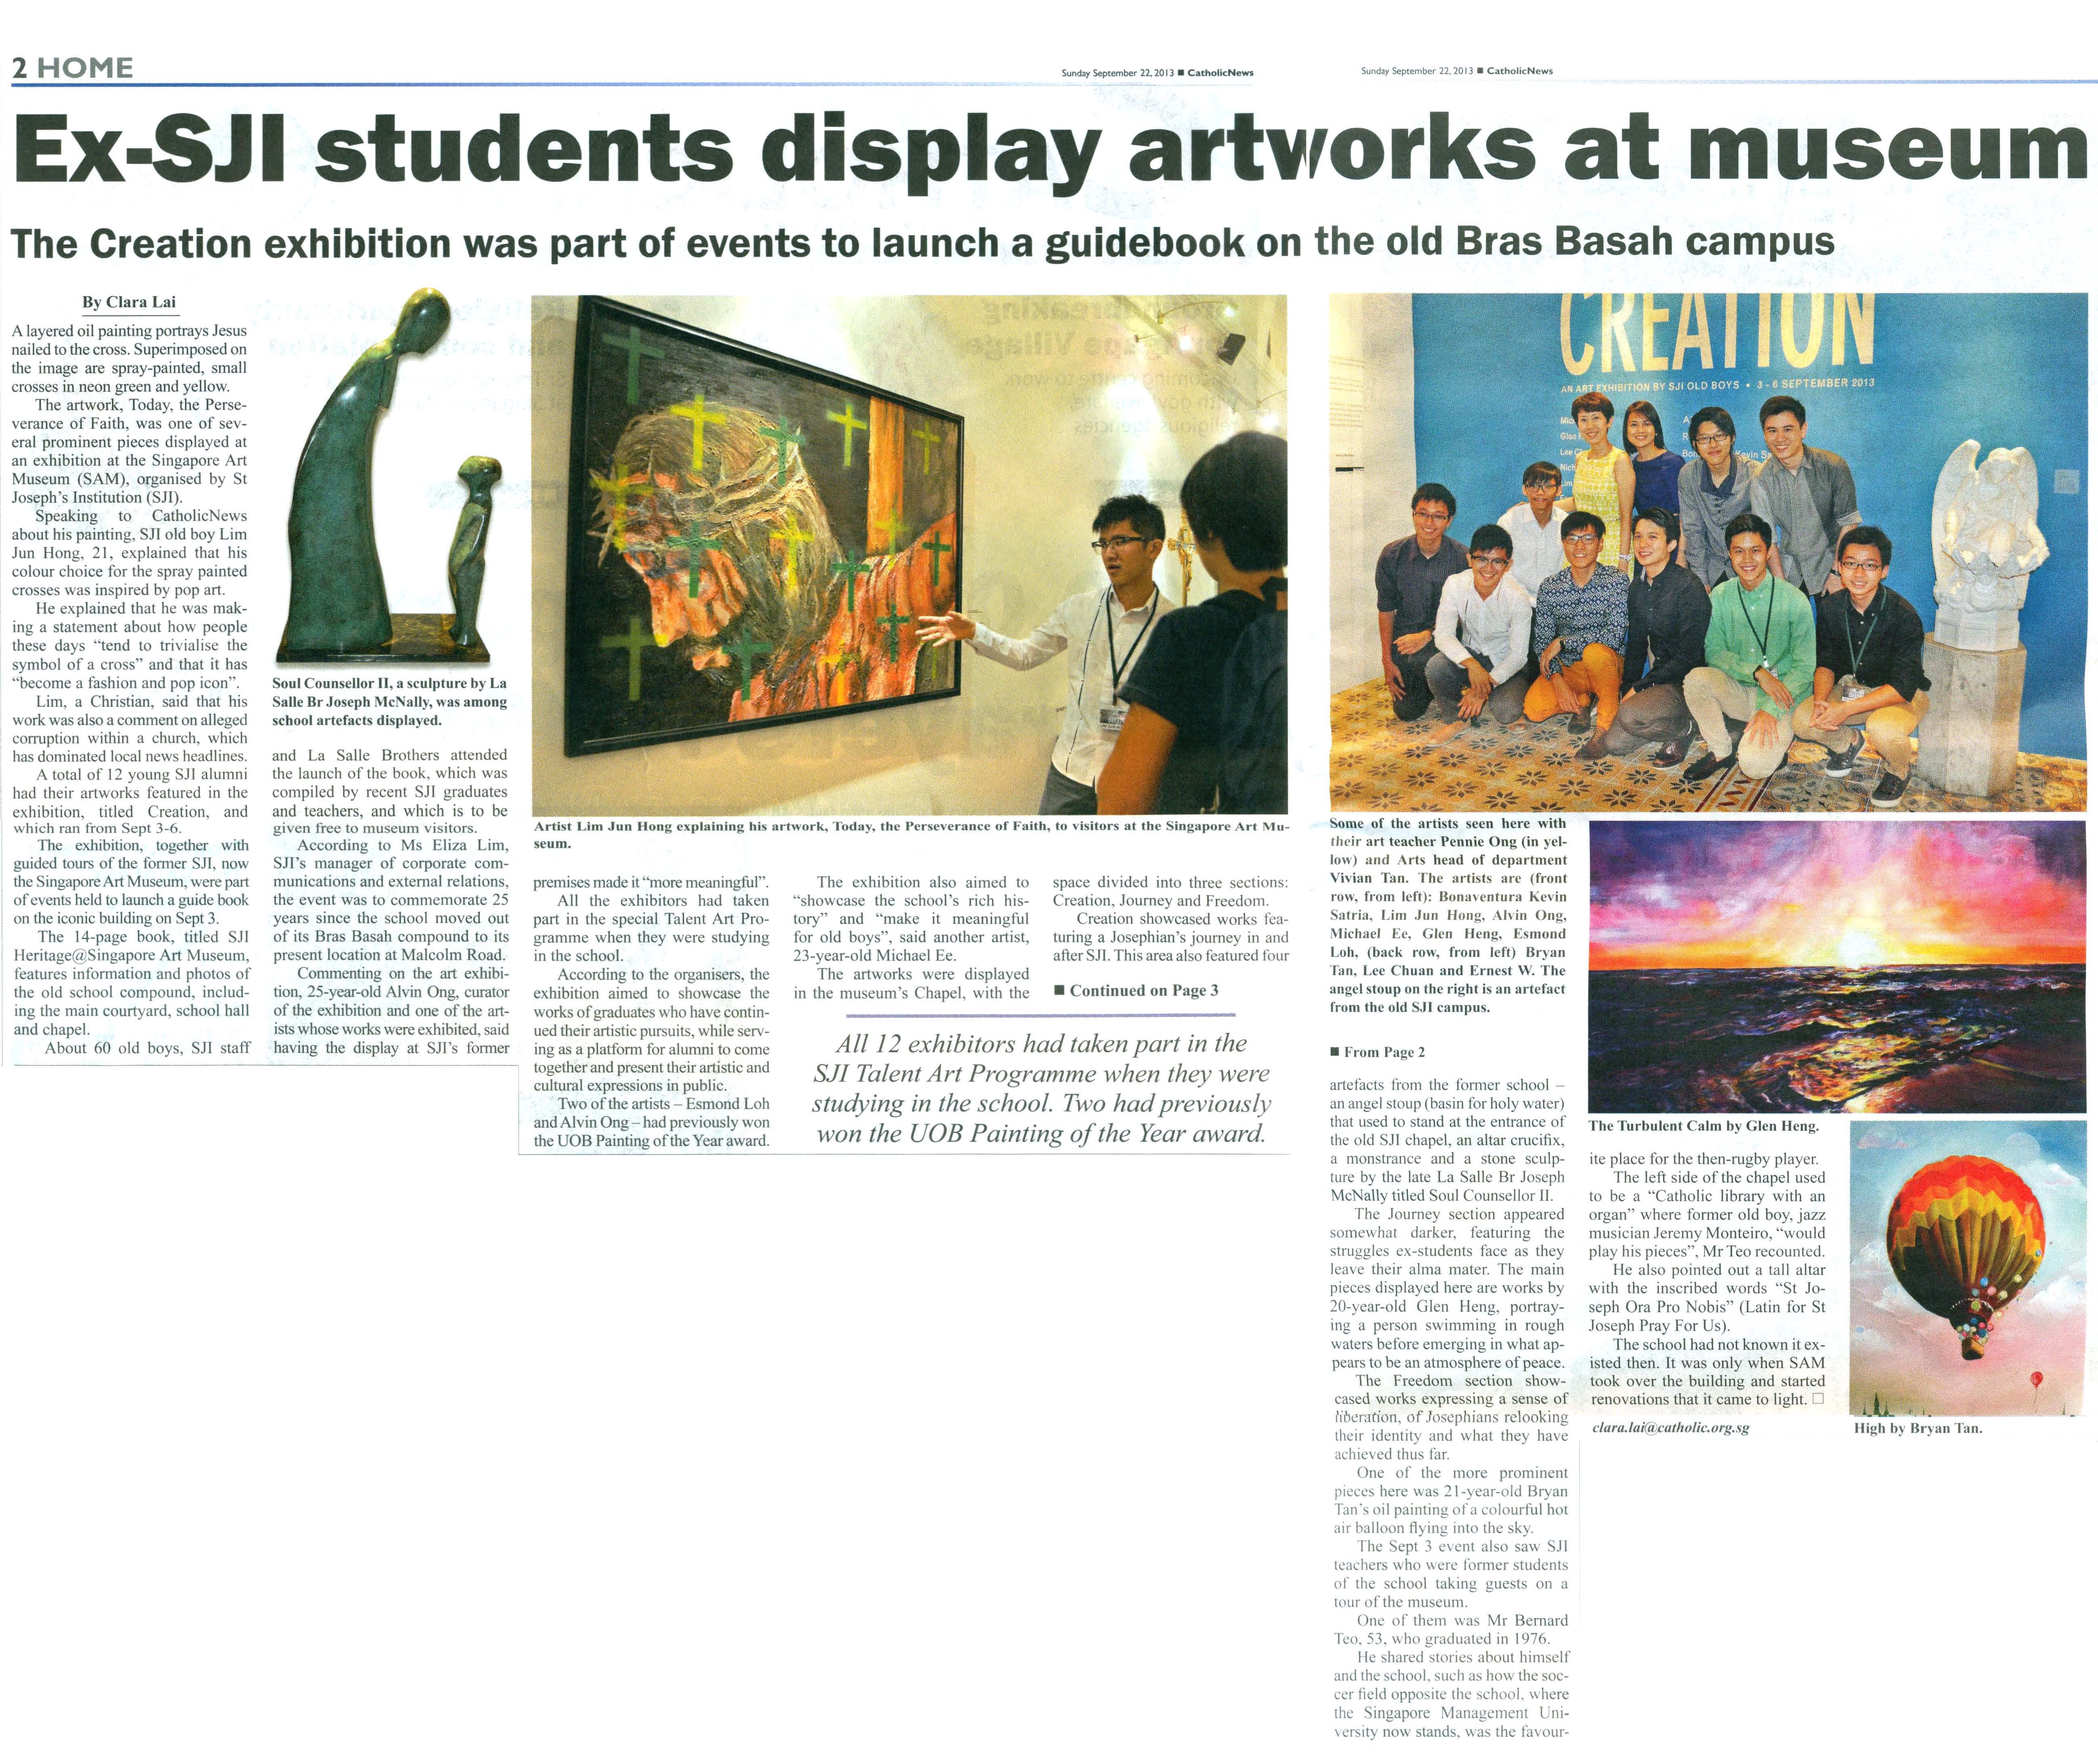 2 HOME
Sunday September 22, 2013 ■ CatholicNews
Sunday September 22, 2013 ■ CatholicNews
Ex-SJI students display artworks at museum
The Creation exhibition was part of events to launch a guidebook on the old Bras Basah campus
By Clara Lai
A layered oil painting portrays Jesus
nailed to the cross. Superimposed on
the image are spray-painted, small
crosses in neon green and yellow.
The artwork, Today, the Perse-
verance of Faith, was one of sev-
eral prominent pieces displayed at
an exhibition at the Singapore Art
Museum (SAM), organised by St
Joseph's Institution (SJI).
Speaking to CatholicNews
about his painting, SJI old boy Lim
Jun Hong, 21, explained that his
colour choice for the spray painted
crosses was inspired by pop art.
He explained that he was mak-
ing a statement about how people
these days “tend to trivialise the
symbol of a cross” and that it has
“become a fashion and pop icon”.
Lim, a Christian, said that his
work was also a comment on alleged
corruption within a church, which
has dominated local news headlines.
A total of 12 young SJI alumni
had their artworks featured in the
exhibition, titled Creation, and
which ran from Sept 3-6.
The exhibition, together with
guided tours of the former SJI, now
the Singapore Art Museum, were part
of events held to launch a guide book
on the iconic building on Sept 3.
The 14-page book, titled SJI
Heritage@Singapore Art Museum,
features information and photos of
the old school compound, includ-
ing the main courtyard, school hall
and chapel.
About 60 old boys, SJI staff
Soul Counsellor II, a sculpture by La
Salle Br Joseph McNally, was among
school artefacts displayed.
and La Salle Brothers attended
the launch of the book, which was
compiled by recent SJI graduates
and teachers, and which is to be
given free to museum visitors.
According to Ms Eliza Lim,
SJI's manager of corporate com-
munications and external relations,
the event was to commemorate 25
years since the school moved out
of its Bras Basah compound to its
present location at Malcolm Road.
Commenting on the art exhibi-
tion, 25-year-old Alvin Ong, curator
of the exhibition and one of the art-
ists whose works were exhibited, said
having the display at SJI's former
Artist Lim Jun Hong explaining his artwork, Today, the Perseverance of Faith, to visitors at the Singapore Art Mu-
seum.
premises made it “more meaningful”.
All the exhibitors had taken
part in the special Talent Art Pro-
gramme when they were studying
in the school.
According to the organisers, the
exhibition aimed to showcase the
works of graduates who have contin-
ued their artistic pursuits, while serv-
ing as a platform for alumni to come
together and present their artistic and
cultural expressions in public.
Two of the artists – Esmond Loh
and Alvin Ong – had previously won
the UOB Painting of the Year award.
The exhibition also aimed to
“showcase the school's rich his-
tory” and “make it meaningful
for old boys”, said another artist,
23-year-old Michael Ee.
The artworks were displayed
in the museum's Chapel, with the
space divided into three sections:
Creation, Journey and Freedom.
Creation showcased works fea-
turing a Josephian's journey in and
after SJI. This area also featured four
■ Continued on Page 3
All 12 exhibitors had taken part in the
SJI Talent Art Programme when they were
studying in the school. Two had previously
won the UOB Painting of the Year award.
CREATION
AN ART EXHIBITION BY SJI OLD BOYS • 3 - 6 SEPTEMBER 2013
Some of the artists seen here with
their art teacher Pennie Ong (in yel-
low) and Arts head of department
Vivian Tan. The artists are (front
row, from left): Bonaventura Kevin
Satria, Lim Jun Hong, Alvin Ong,
Michael Ee, Glen Heng, Esmond
Loh, (back row, from left) Bryan
Tan, Lee Chuan and Ernest W. The
angel stoup on the right is an artefact
from the old SJI campus.
■ From Page 2
artefacts from the former school –
an angel stoup (basin for holy water)
that used to stand at the entrance of
the old SJI chapel, an altar crucifix,
a monstrance and a stone sculp-
ture by the late La Salle Br Joseph
McNally titled Soul Counsellor II.
The Journey section appeared
somewhat darker, featuring the
struggles ex-students face as they
leave their alma mater. The main
pieces displayed here are works by
20-year-old Glen Heng, portray-
ing a person swimming in rough
waters before emerging in what ap-
pears to be an atmosphere of peace.
The Freedom section show-
cased works expressing a sense of
liberation, of Josephians relooking
their identity and what they have
achieved thus far.
One of the more prominent
pieces here was 21-year-old Bryan
Tan's oil painting of a colourful hot
air balloon flying into the sky.
The Sept 3 event also saw SJI
teachers who were former students
of the school taking guests on a
tour of the museum.
One of them was Mr Bernard
Teo, 53, who graduated in 1976.
He shared stories about himself
and the school, such as how the soc-
cer field opposite the school, where
the Singapore Management Uni-
versity now stands, was the favour-
The Turbulent Calm by Glen Heng.
ite place for the then-rugby player.
The left side of the chapel used
to be a “Catholic library with an
organ” where former old boy, jazz
musician Jeremy Monteiro, “would
play his pieces”, Mr Teo recounted.
He also pointed out a tall altar
with the inscribed words “St Jo-
seph Ora Pro Nobis” (Latin for St
Joseph Pray For Us).
The school had not known it ex-
isted then. It was only when SAM
took over the building and started
renovations that it came to light. □
clara.lai@catholic.org.sg
High by Bryan Tan.